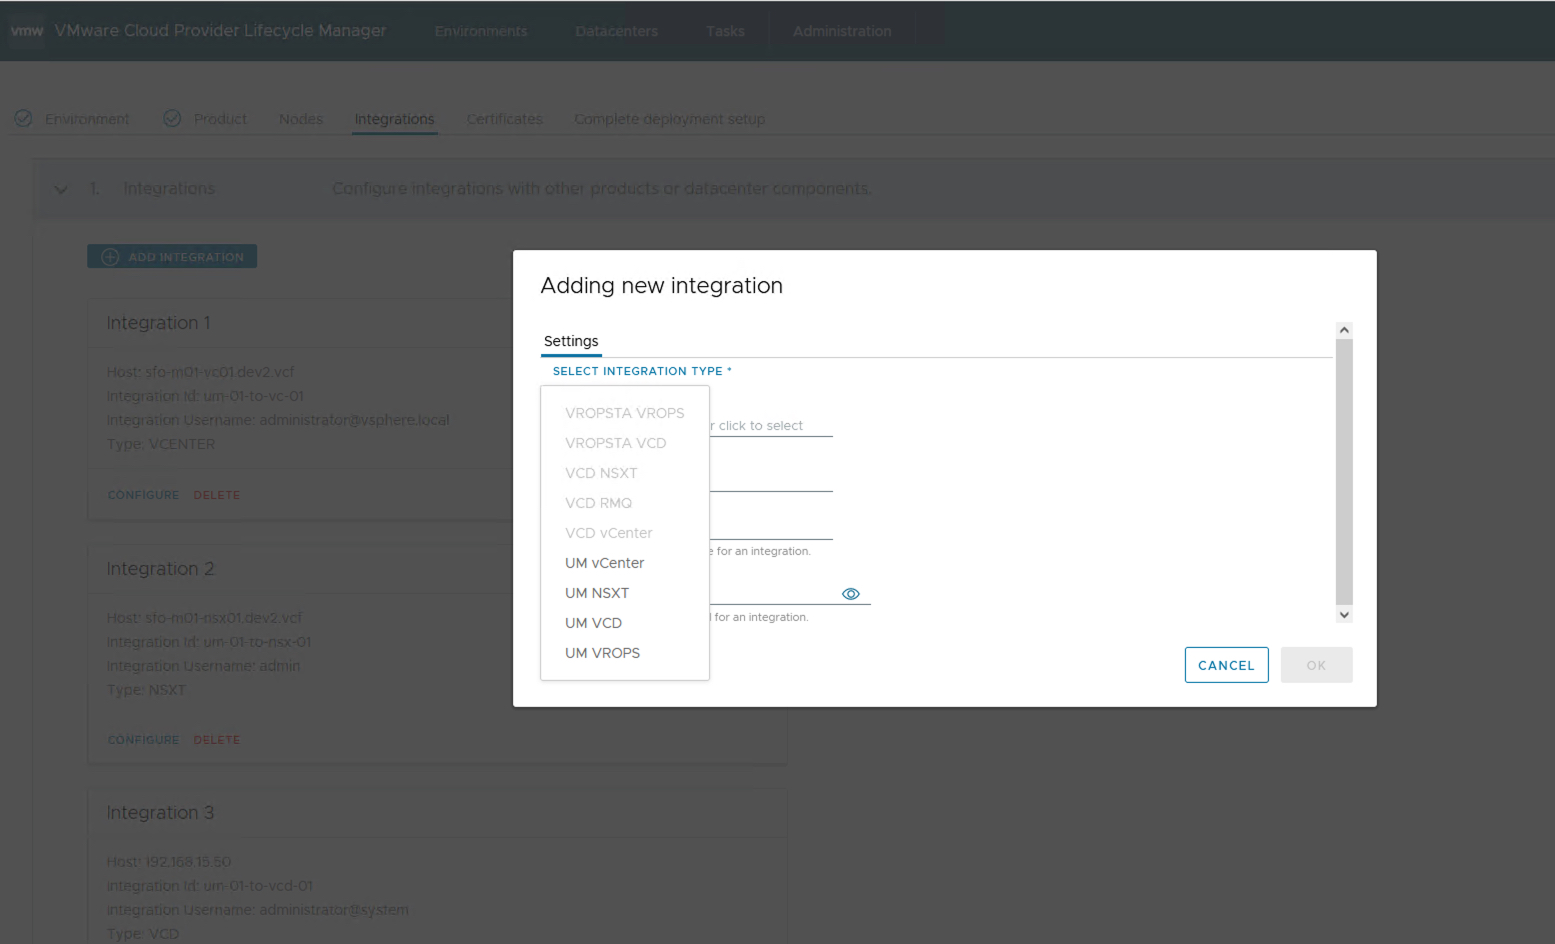 vmw VMware Cloud Provider Lifecycle Manager Environments Datacenters Tasks Administration
Environment Product Nodes Integrations Certificates Complete deployment setup
1. Integrations Configure integrations with other products or datacenter components.
ADD INTEGRATION
Integration 1
Host: sfo-m01-vc01.dev2.vcf
Integration Id: um-01-to-vc-01
Integration Username: administrator@vsphere.local
Type: VCENTER
CONFIGURE DELETE
Integration 2
Host: sfo-m01-nsx01.dev2.vcf
Integration Id: um-01-to-nsx-01
Integration Username: admin
Type: NSXT
CONFIGURE DELETE
Integration 3
Host: 192.168.15.50
Integration Id: um-01-to-vcd-01
Integration Username: administrator@system
Type: VCD
Adding new integration
Settings
SELECT INTEGRATION TYPE *
VROPSTA VROPS
r click to select
VROPSTA VCD
VCD NSXT
VCD RMQ
VCD vCenter
e for an integration.
UM vCenter
UM NSXT
for an integration.
UM VCD
UM VROPS
CANCEL OK